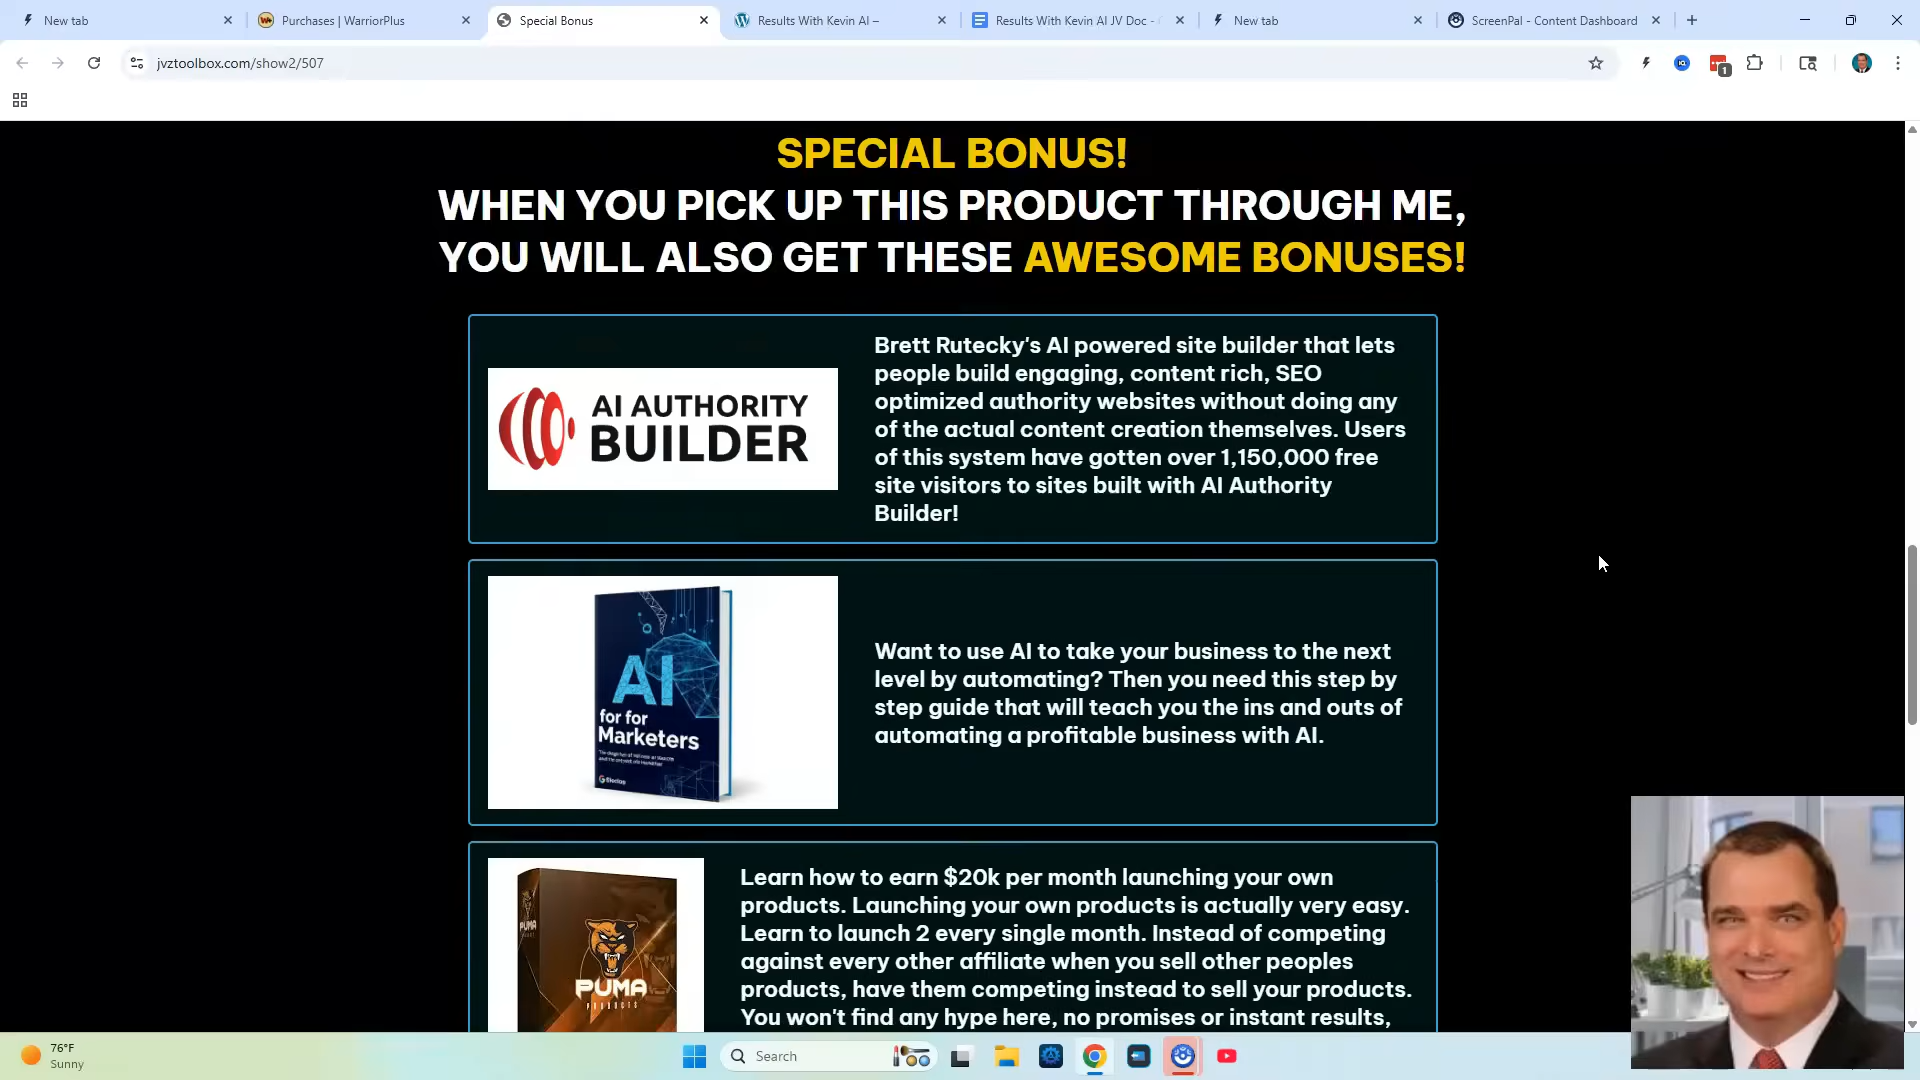 New tab
Purchases | WarriorPlus
Special Bonus
Results With Kevin AI –
Results With Kevin AI JV Doc -
New tab
ScreenPal - Content Dashboard
jvztoolbox.com/show2/507
1
SPECIAL BONUS!
WHEN YOU PICK UP THIS PRODUCT THROUGH ME,
YOU WILL ALSO GET THESE AWESOME BONUSES!
AI AUTHORITY
BUILDER
Brett Rutecky's AI powered site builder that lets
people build engaging, content rich, SEO
optimized authority websites without doing any
of the actual content creation themselves. Users
of this system have gotten over 1,150,000 free
site visitors to sites built with AI Authority
Builder!
AI
for for
Marketers
Want to use AI to take your business to the next
level by automating? Then you need this step by
step guide that will teach you the ins and outs of
automating a profitable business with AI.
PUMA
PUMA
PRODUCTS
Learn how to earn $20k per month launching your own
products. Launching your own products is actually very easy.
Learn to launch 2 every single month. Instead of competing
against every other affiliate when you sell other peoples
products, have them competing instead to sell your products.
You won't find any hype here, no promises or instant results,
76°F
Sunny
Search